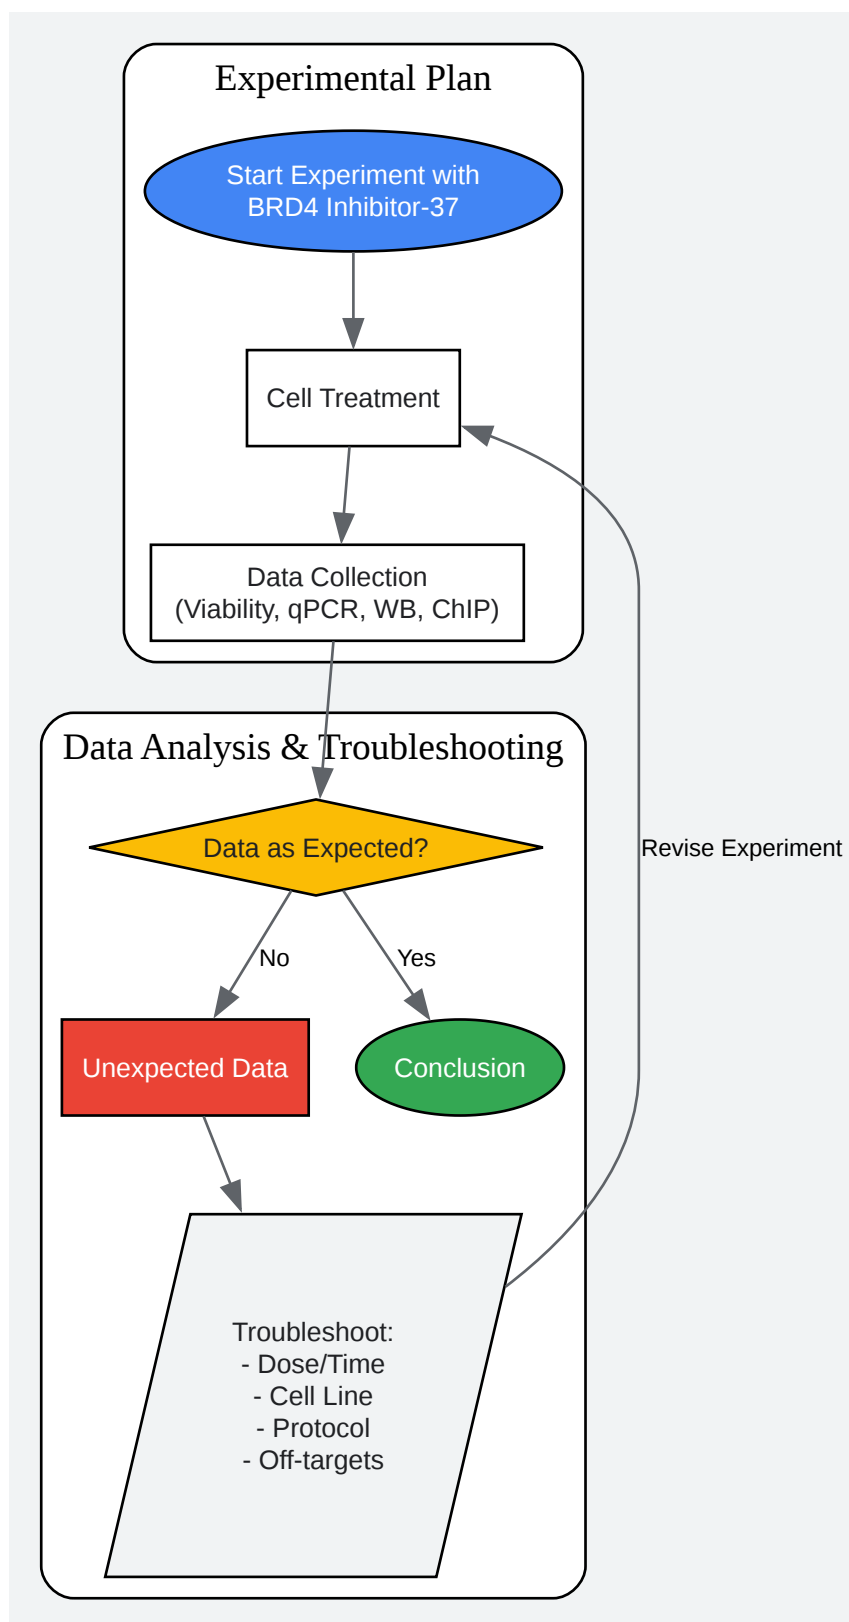 Experimental Plan
Start Experiment with
BRD4 Inhibitor-37
Cell Treatment
Data Collection
(Viability, qPCR, WB, ChIP)
Data Analysis & Troubleshooting
Data as Expected?
Revise Experiment
No
Yes
Unexpected Data
Conclusion
Troubleshoot:
- Dose/Time
- Cell Line
- Protocol
- Off-targets